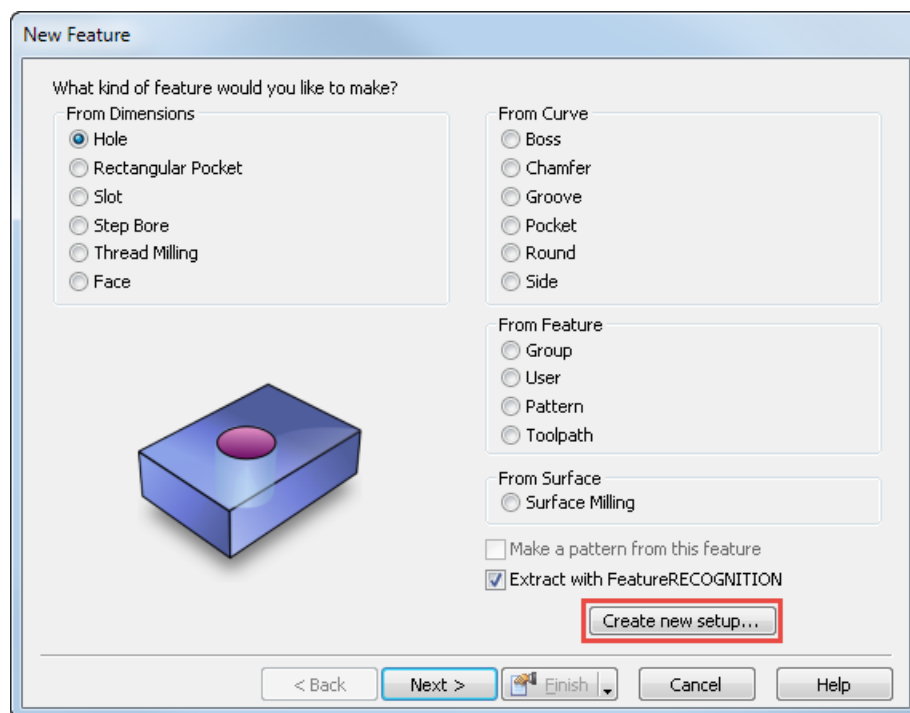 New Feature
What kind of feature would you like to make?
From Dimensions
Hole
Rectangular Pocket
Slot
Step Bore
Thread Milling
Face
From Curve
Boss
Chamfer
Groove
Pocket
Round
Side
From Feature
Group
User
Pattern
Toolpath
From Surface
Surface Milling
Make a pattern from this feature
Extract with FeatureRECOGNITION
Create new setup...
< Back
Next >
Finish
Cancel
Help